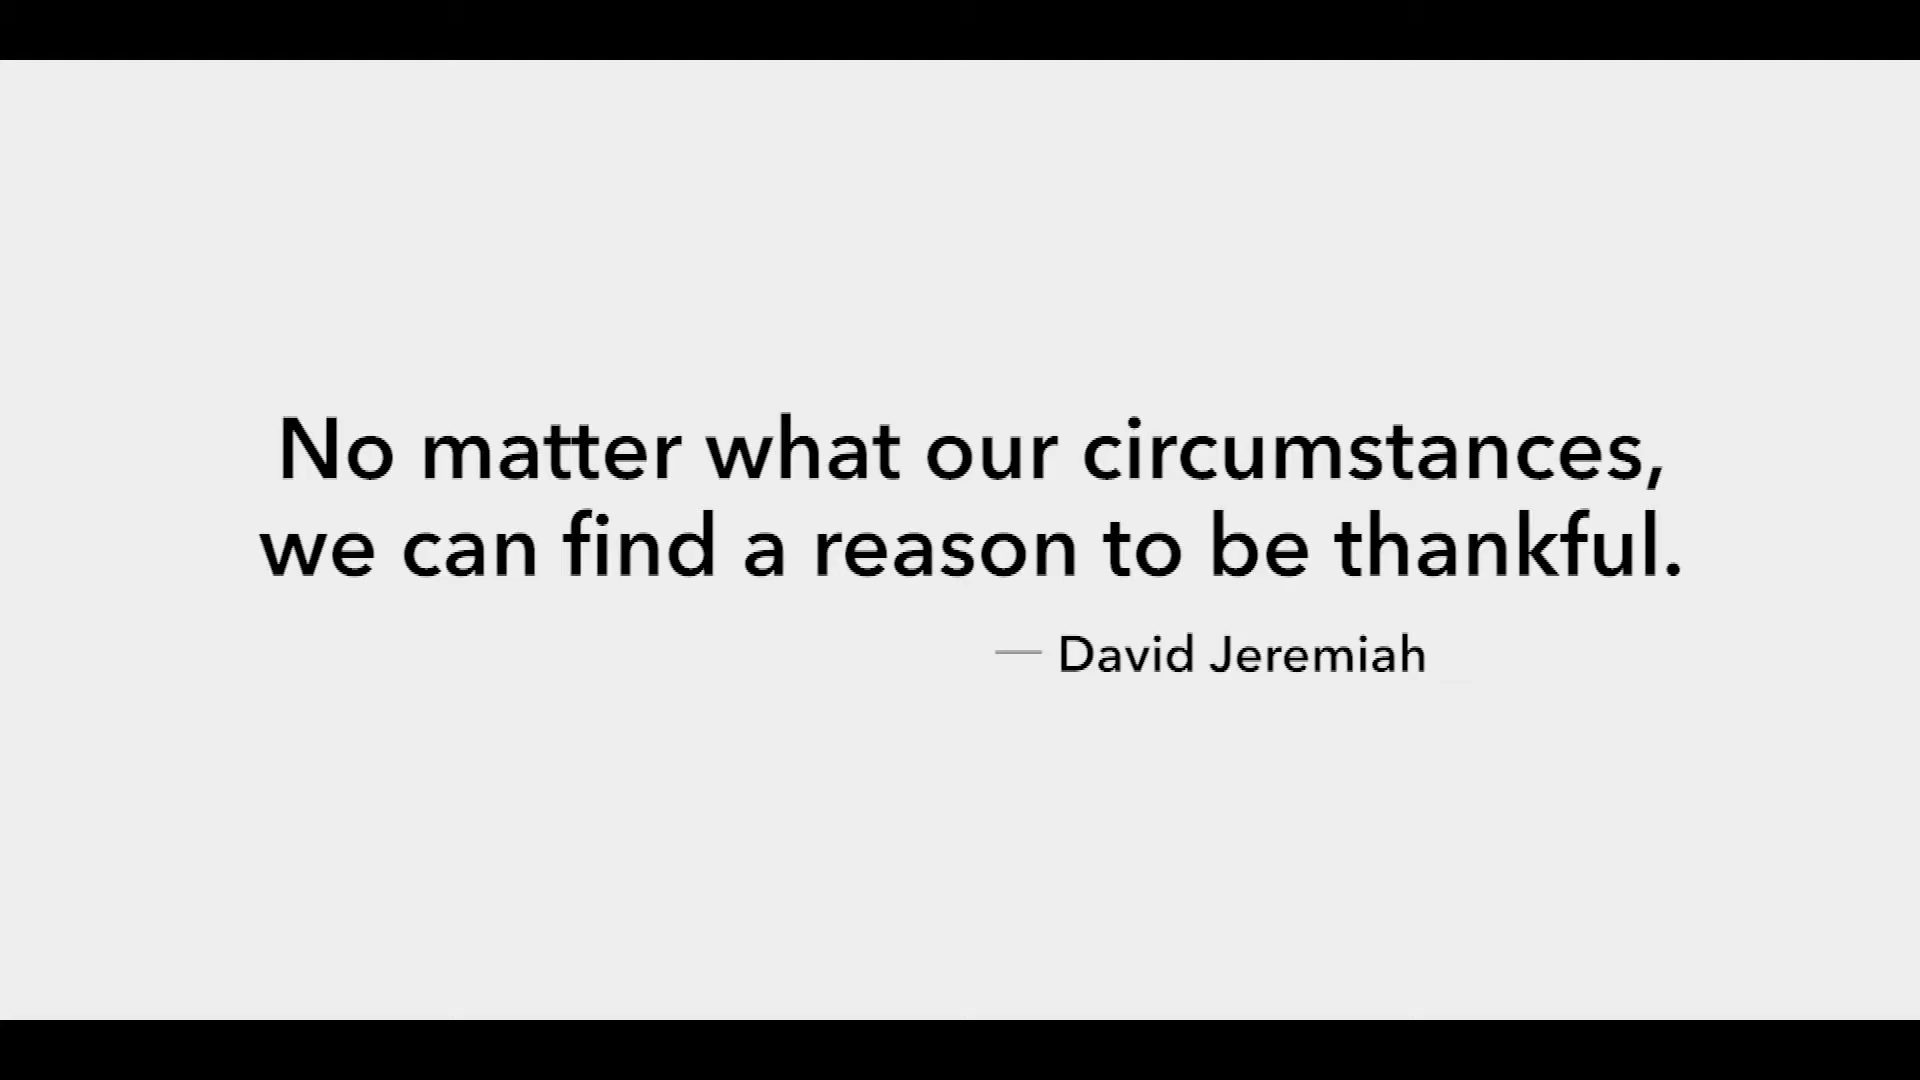 No matter what our circumstances,
we can find a reason to be thankful.
— David Jeremiah